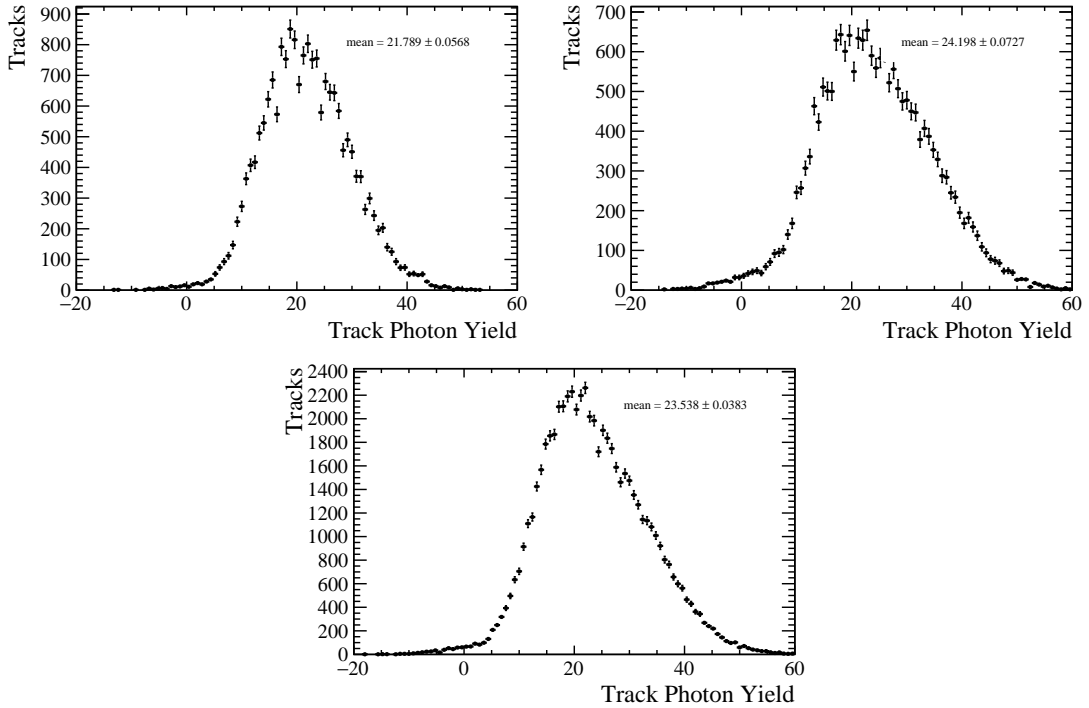 Tracks
900
800
700
600
500
400
300
200
100
0
−20 0 20 40 60
Track Photon Yield
mean = 21.789 ± 0.0568
Tracks
700
600
500
400
300
200
100
0
−20 0 20 40 60
Track Photon Yield
mean = 24.198 ± 0.0727
Tracks
2400
2200
2000
1800
1600
1400
1200
1000
800
600
400
200
0
−20 0 20 40 60
Track Photon Yield
mean = 23.538 ± 0.0383